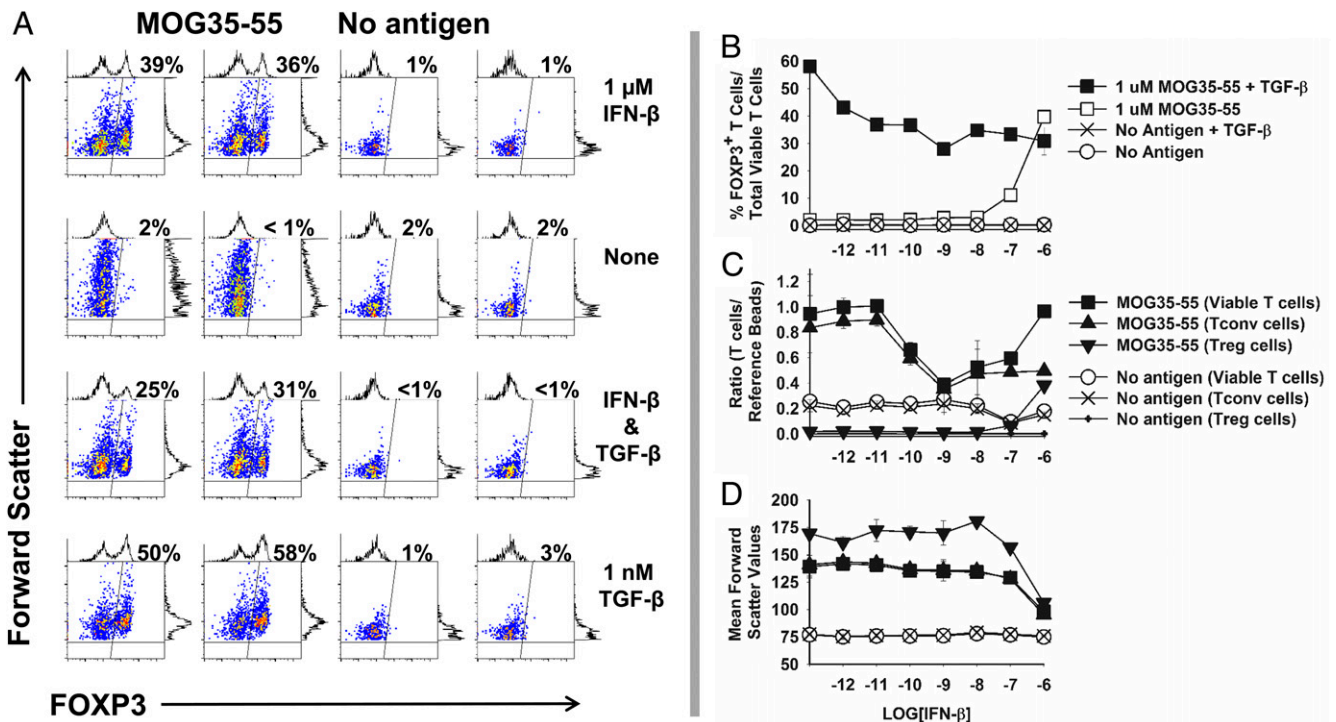 A
MOG35-55 No antigen
39% 36% 1% 1%
1 µM
IFN-β
2% < 1% 2% 2%
None
25% 31% <1% <1%
IFN-β
&
TGF-β
50% 58% 1% 3%
1 nM
TGF-β
Forward Scatter
FOXP3
B
% FOXP3+ T Cells/
Total Viable T Cells
60
50
40
30
20
10
0
-12 -11 -10 -9 -8 -7 -6
1 uM MOG35-55 + TGF-β
1 uM MOG35-55
No Antigen + TGF-β
No Antigen
C
Ratio (T cells/
Reference Beads)
1.2
1.0
0.8
0.6
0.4
0.2
0.0
-12 -11 -10 -9 -8 -7 -6
MOG35-55 (Viable T cells)
MOG35-55 (Tconv cells)
MOG35-55 (Treg cells)
No antigen (Viable T cells)
No antigen (Tconv cells)
No antigen (Treg cells)
D
Mean Forward
Scatter Values
200
175
150
125
100
75
50
-12 -11 -10 -9 -8 -7 -6
LOG[IFN-β]